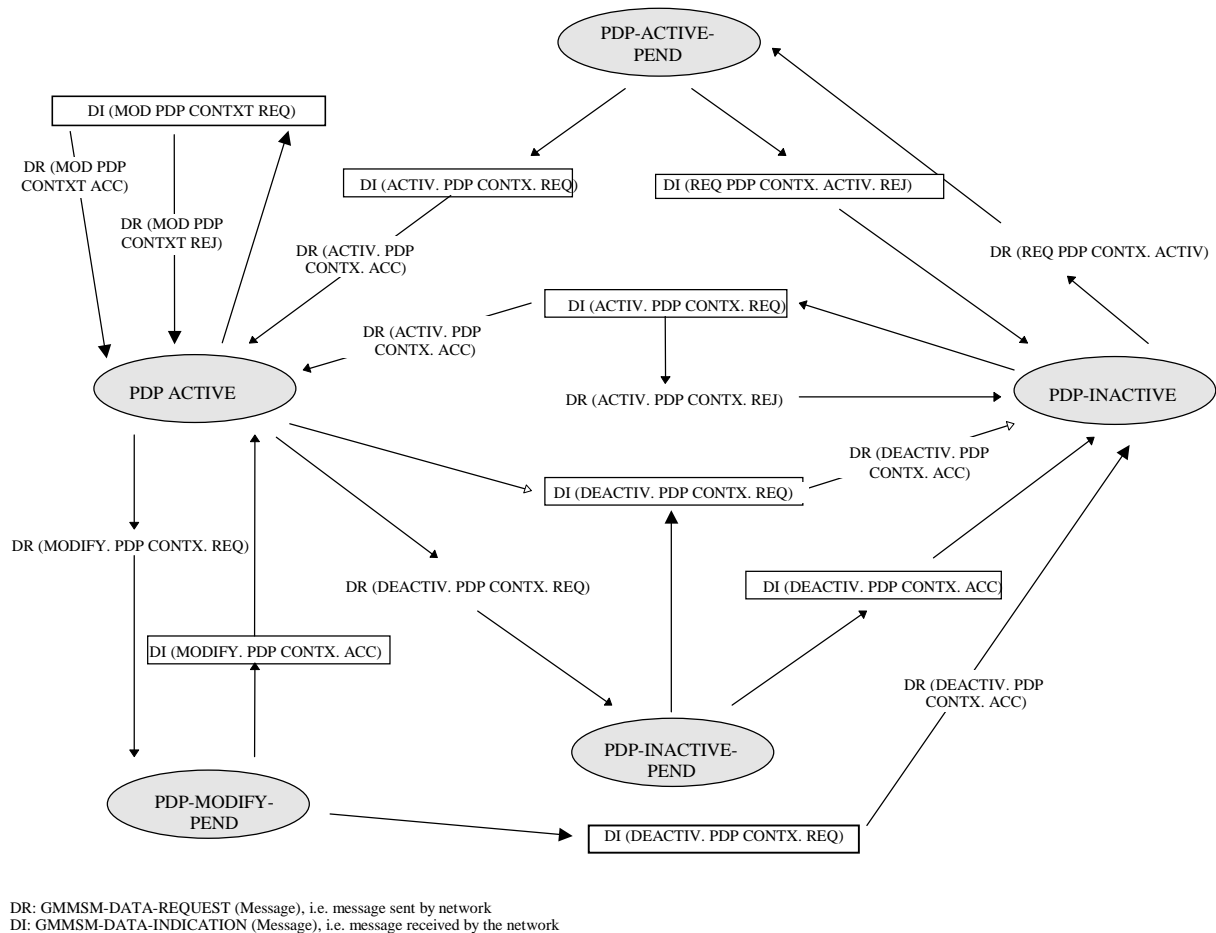 PDP-ACTIVE-
PEND
DI (MOD PDP CONTXT REQ)
DR (MOD PDP
CONTXT ACC)
DI (ACTIV. PDP CONTX. REQ)
DI (REQ PDP CONTX. ACTIV. REJ)
DR (MOD PDP
CONTXT REJ)
DR (ACTIV. PDP
CONTX. ACC)
DR (REQ PDP CONTX. ACTIV)
DI (ACTIV. PDP CONTX. REQ)
DR (ACTIV. PDP
CONTX. ACC)
PDP ACTIVE
DR (ACTIV. PDP CONTX. REJ)
PDP-INACTIVE
DR (DEACTIV. PDP
CONTX. ACC)
DI (DEACTIV. PDP CONTX. REQ)
DR (MODIFY. PDP CONTX. REQ)
DR (DEACTIV. PDP CONTX. REQ)
DI (DEACTIV. PDP CONTX. ACC)
DI (MODIFY. PDP CONTX. ACC)
DR (DEACTIV. PDP
CONTX. ACC)
PDP-INACTIVE-
PEND
PDP-MODIFY-
PEND
DI (DEACTIV. PDP CONTX. REQ)
DR: GMMSM-DATA-REQUEST (Message), i.e. message sent by network
DI: GMMSM-DATA-INDICATION (Message), i.e. message received by the network